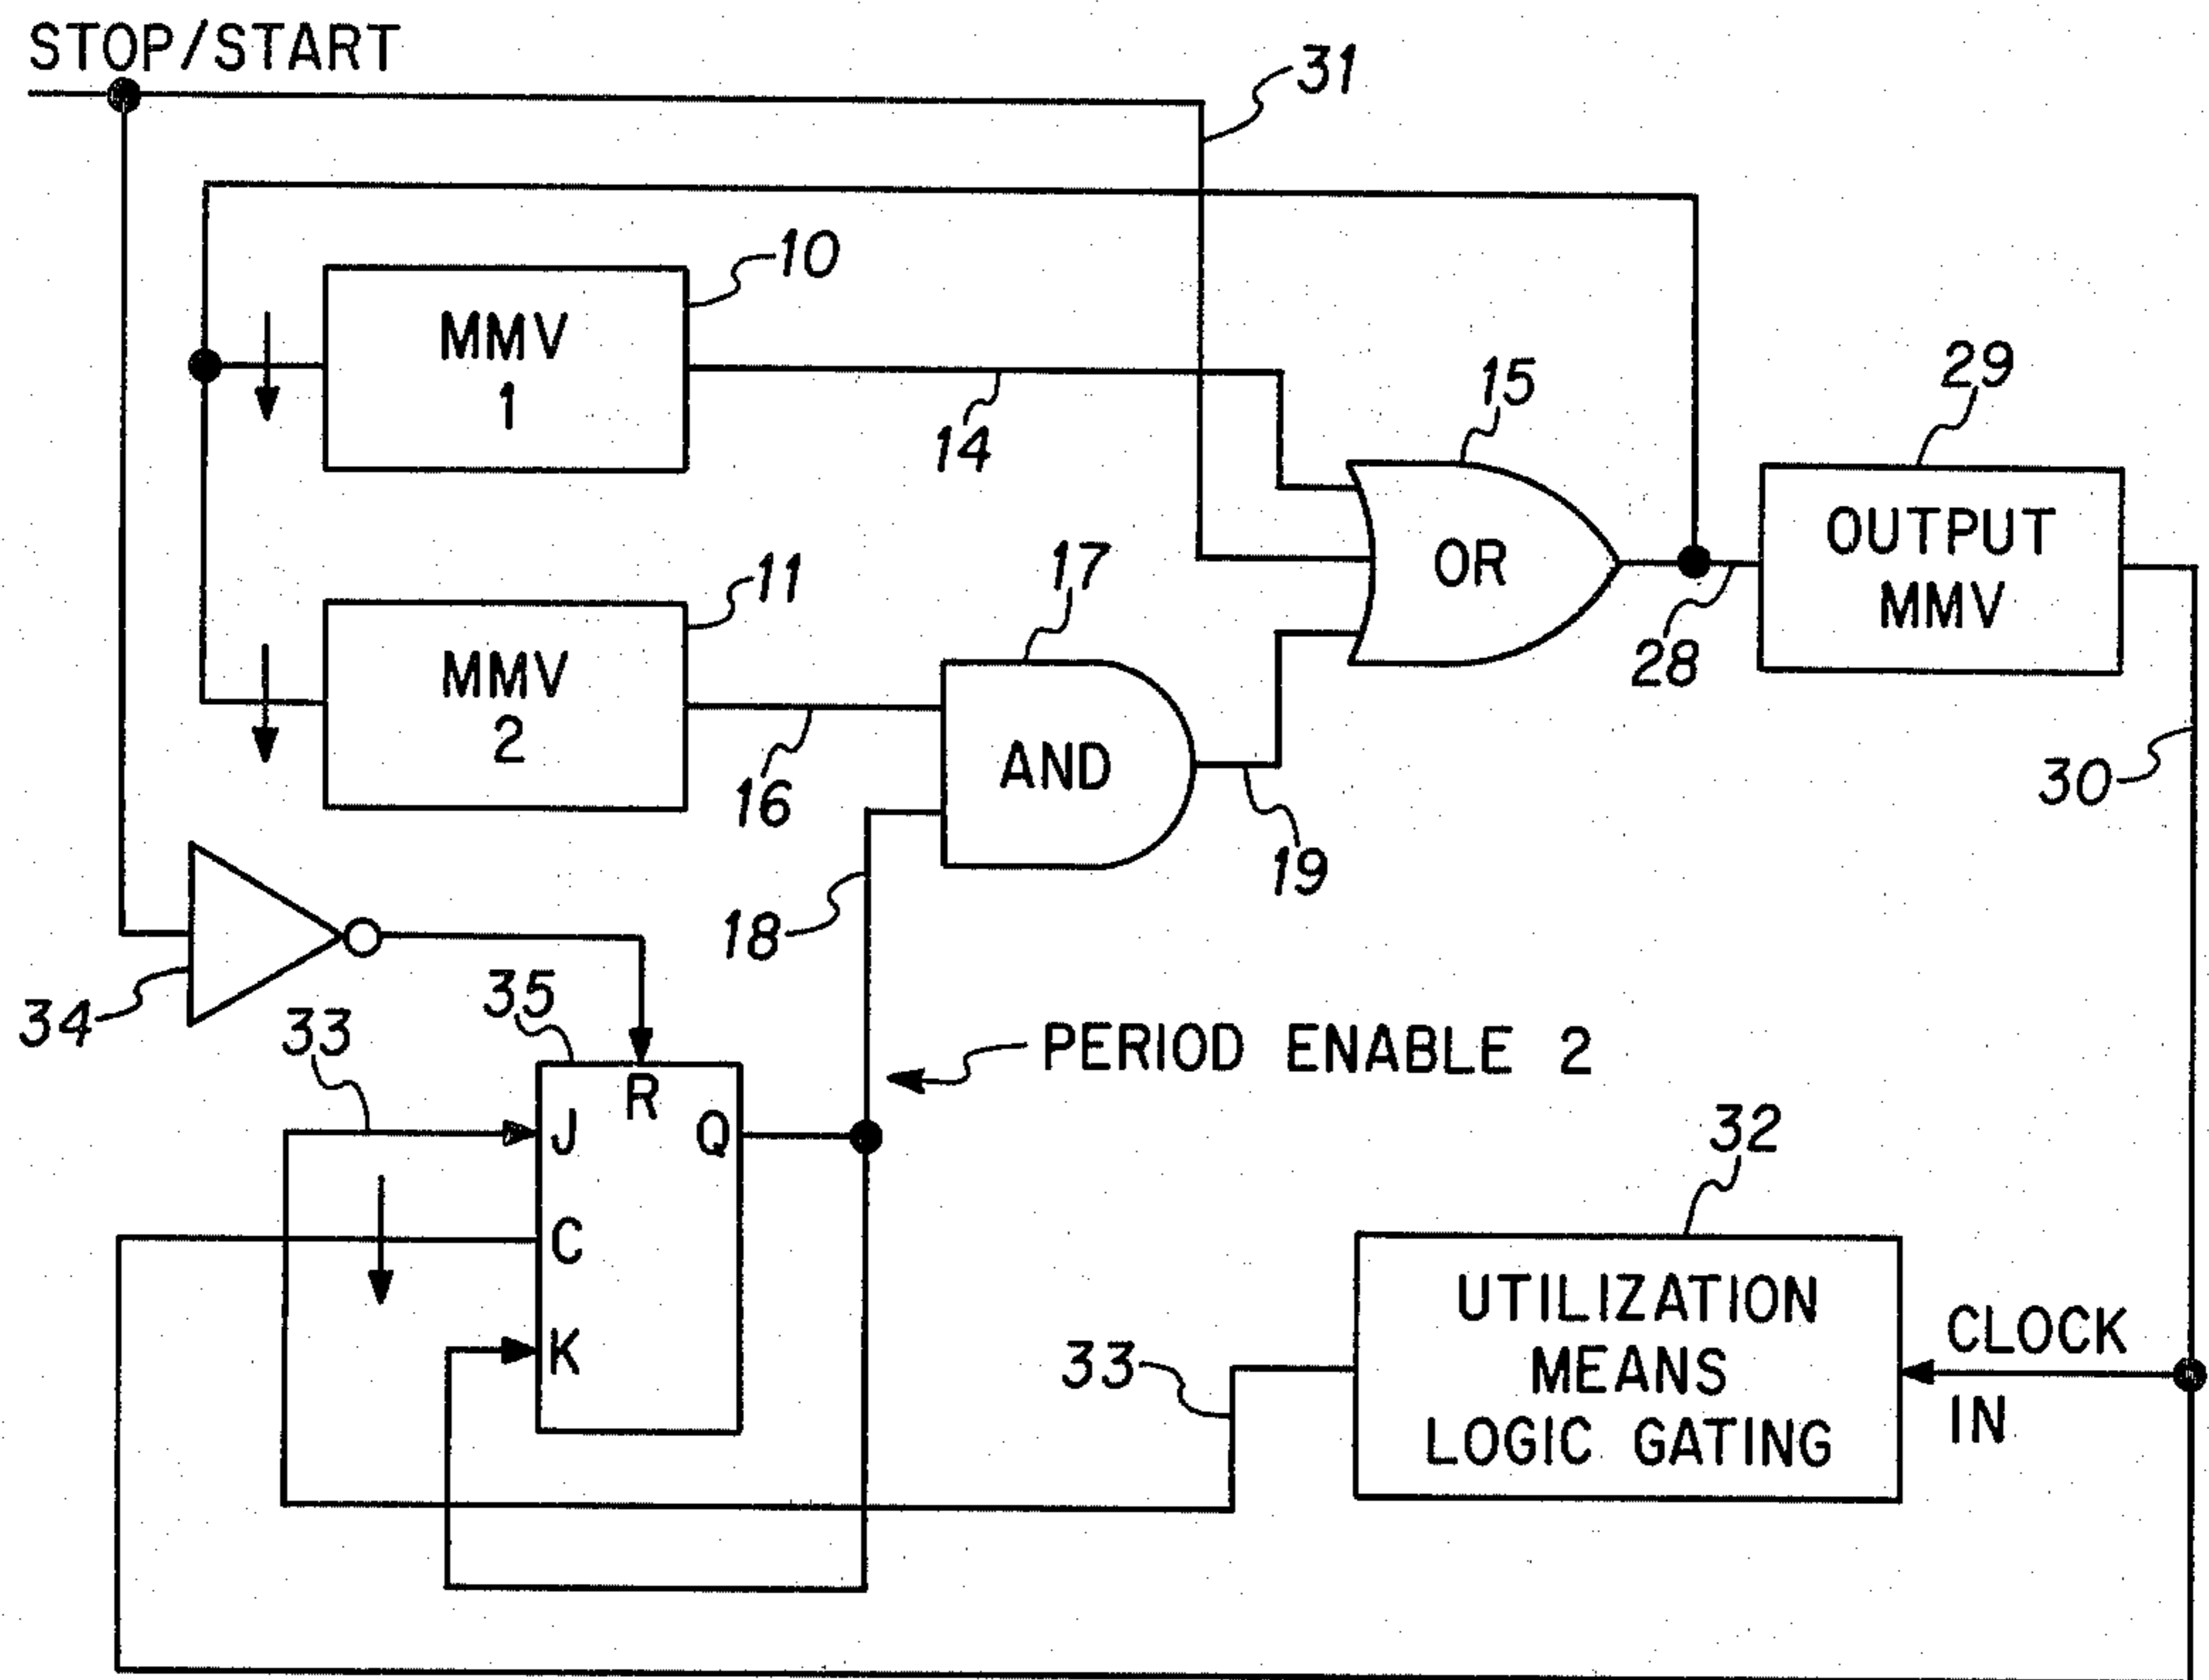 STOP/START
31
10
MMV
1
14
15
29
OUTPUT
MMV
28
30
11
MMV
2
16
17
AND
OR
18
19
34
33
35
R
J
Q
C
K
PERIOD ENABLE 2
32
UTILIZATION
MEANS
LOGIC GATING
CLOCK
IN
33